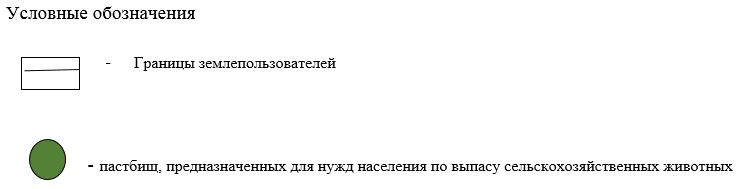 Условные обозначения
- Границы землепользователей
- пастбищ, предназначенных для нужд населения по выпасу сельскохозяйственных животных